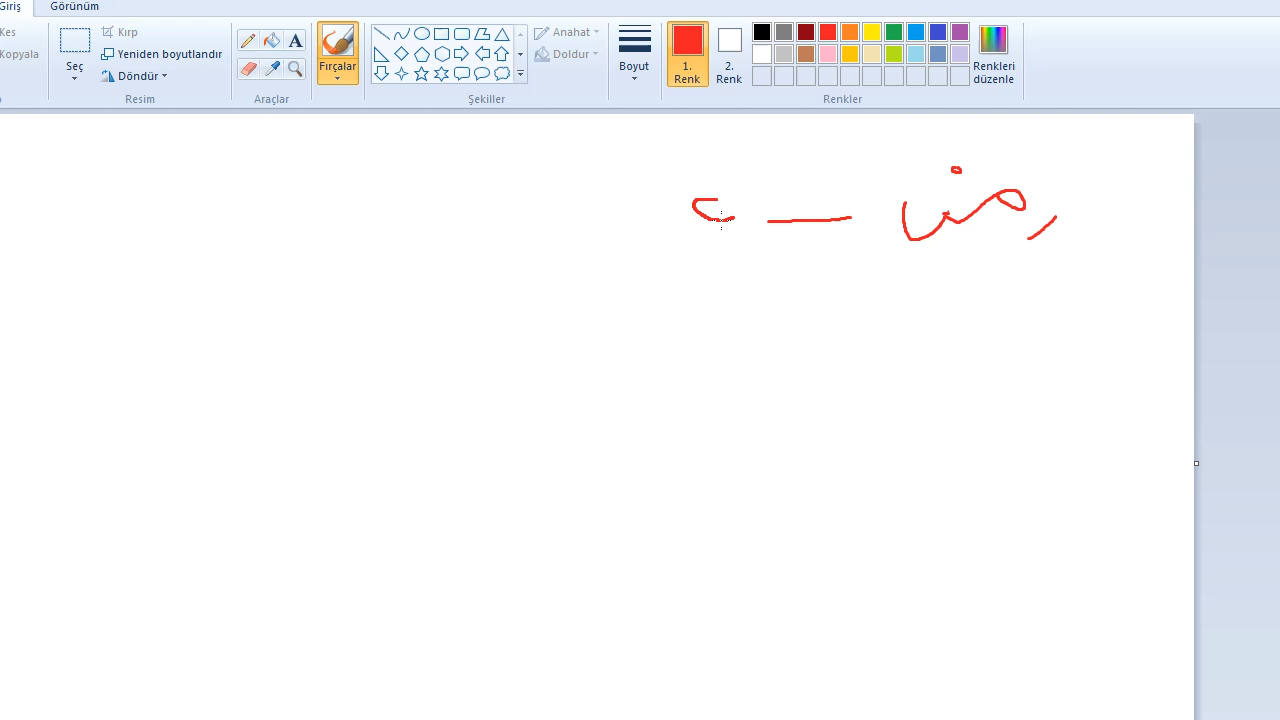 Giriş Görünüm
Kes
Kopyala
Seç
Kırp
Yeniden boyutlandır
Döndür
Resim
A
Araçlar
Fırçalar
Şekiller
Anahat
Doldur
Boyut
1.
Renk
2.
Renk
Renkler
Renkleri
düzenle